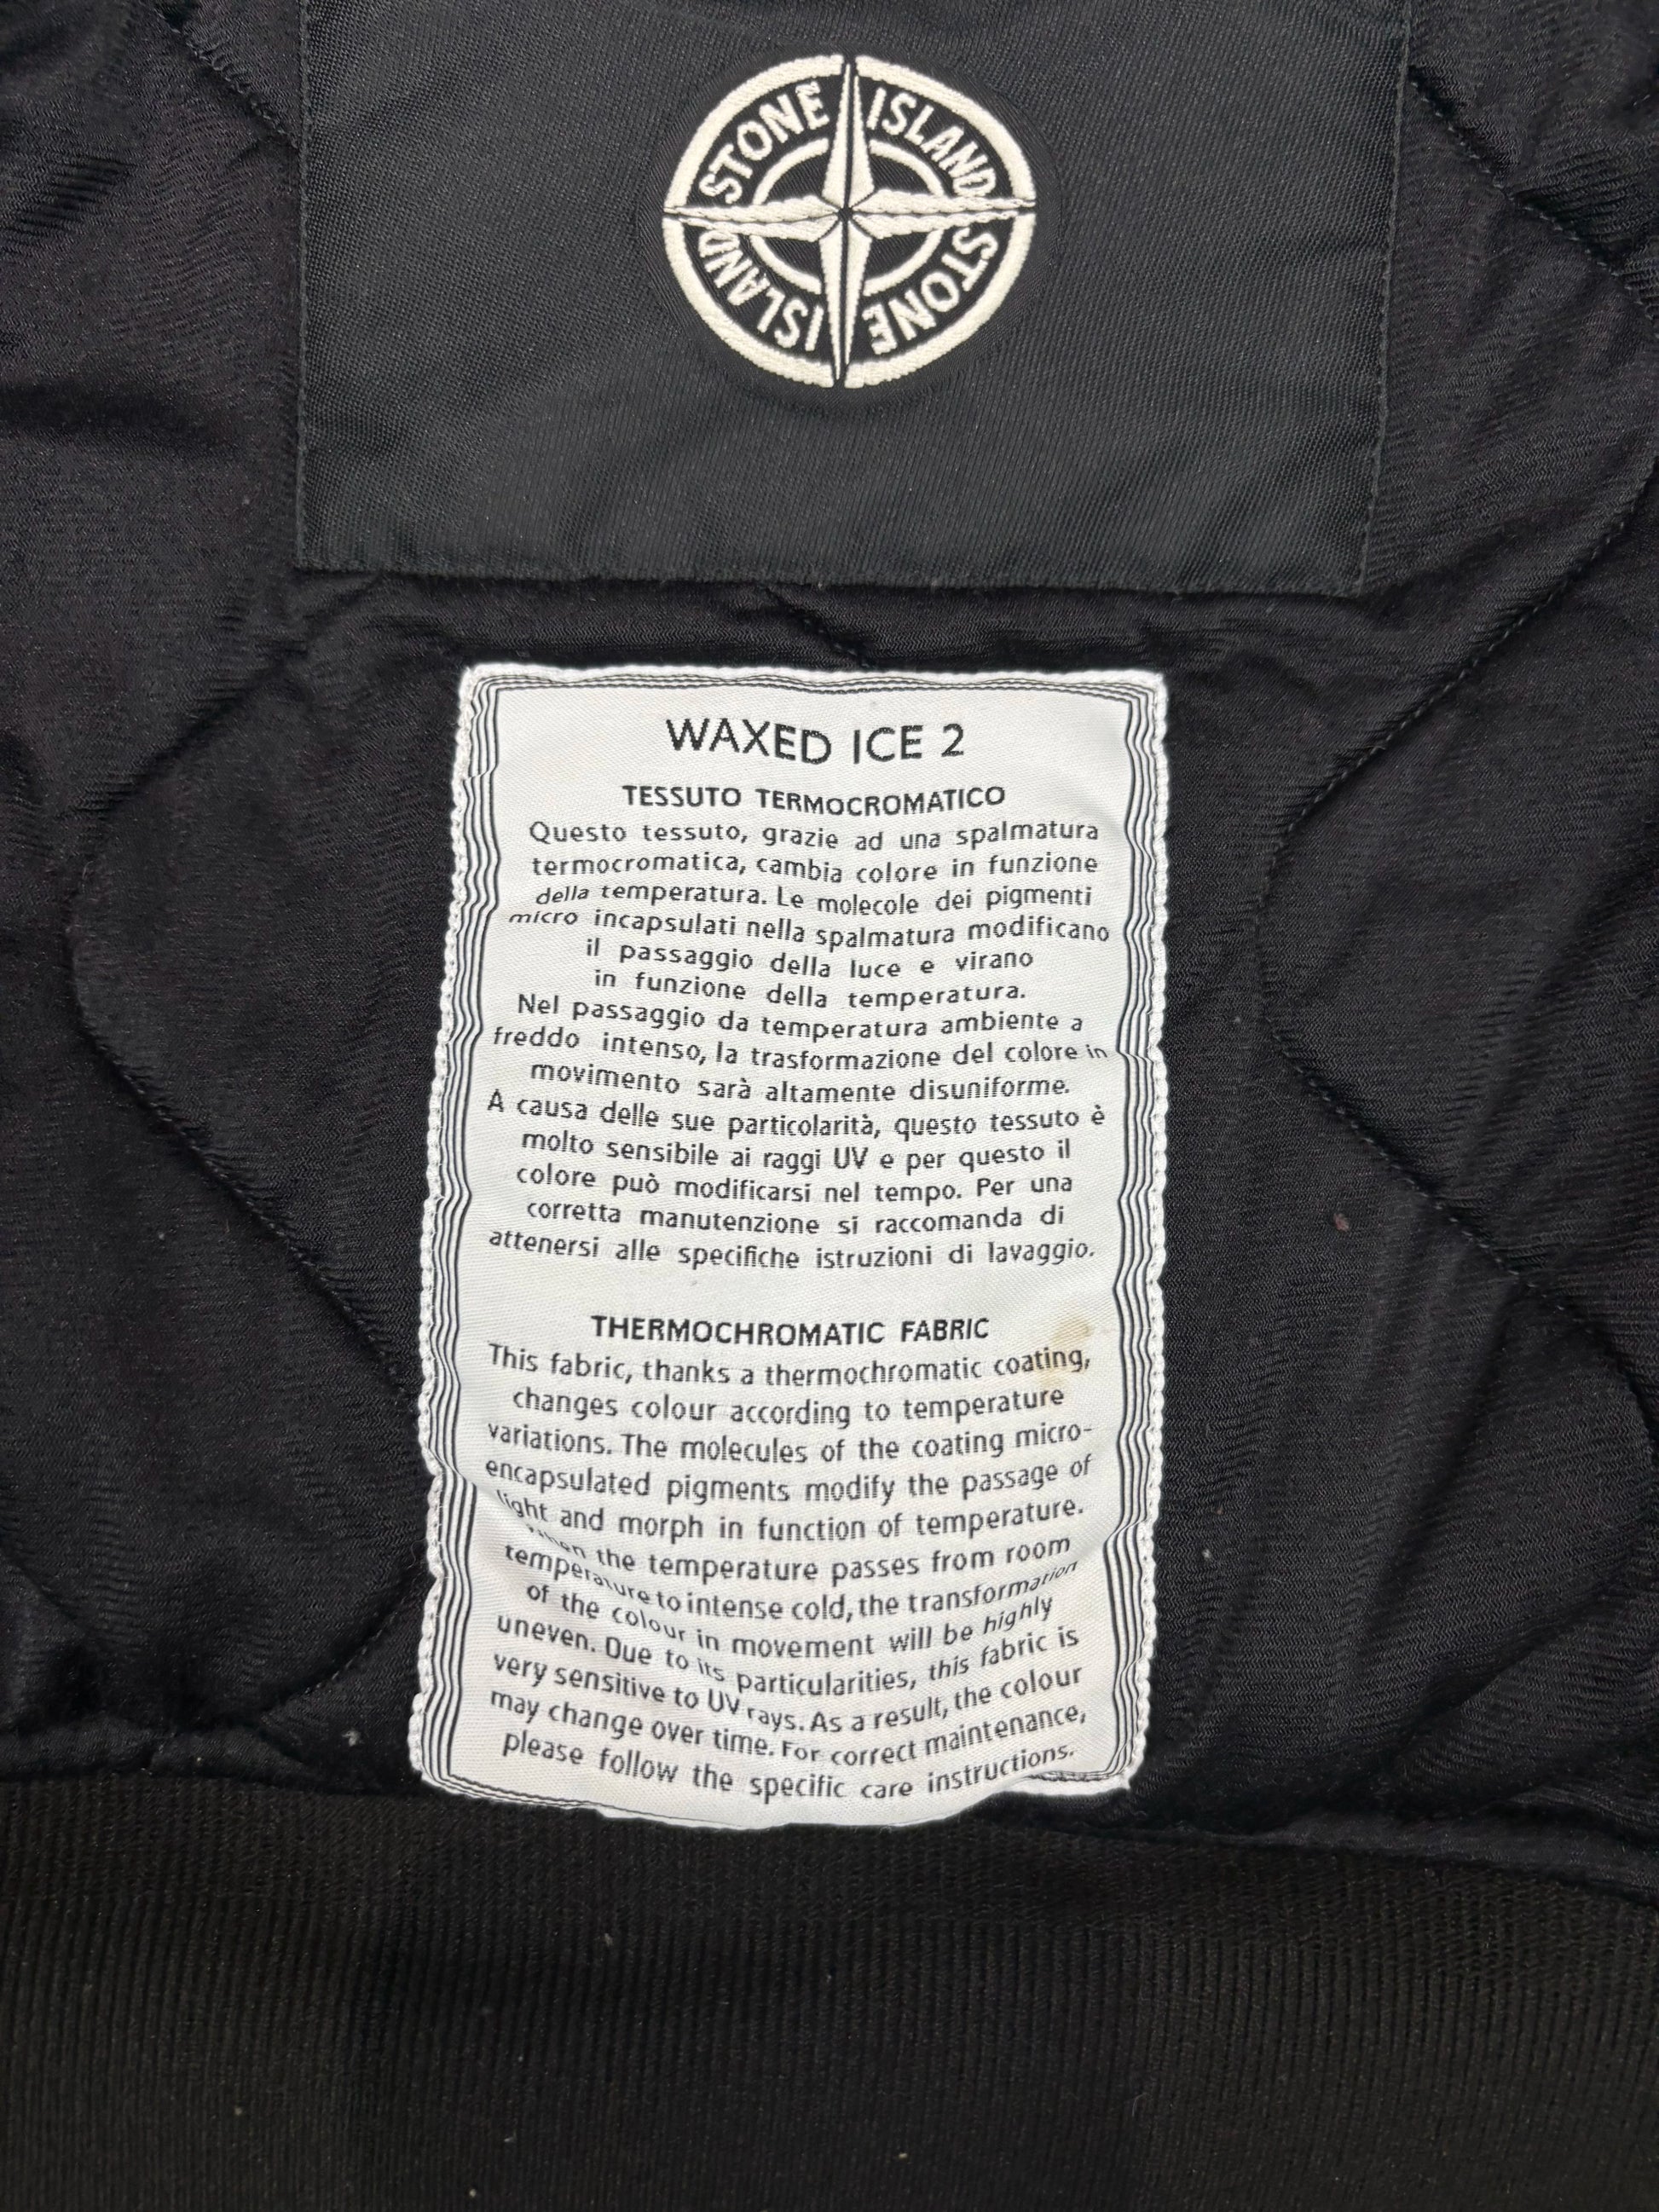 STONE ISLAND
STONE ISLAND
WAXED ICE 2
TESSUTO TERMOCROMATICO
Questo tessuto, grazie ad una spalmatura
termocromatica, cambia colore in funzione
della temperatura. Le molecole dei pigmenti
micro incapsulati nella spalmatura modificano
il passaggio della luce e virano
in funzione della temperatura.
Nel passaggio da temperatura ambiente a
freddo intenso, la trasformazione del colore in
movimento sarà altamente disuniforme.
A causa delle sue particolarità, questo tessuto è
molto sensibile ai raggi UV e per questo il
colore può modificarsi nel tempo. Per una
corretta manutenzione si raccomanda di
attenersi alle specifiche istruzioni di lavaggio.
THERMOCHROMATIC FABRIC
This fabric, thanks a thermochromatic coating,
changes colour according to temperature
variations. The molecules of the coating micro-
encapsulated pigments modify the passage of
light and morph in function of temperature.
When the temperature passes from room
temperature to intense cold, the transformation
of the colour in movement will be highly
uneven. Due to its particularities, this fabric is
very sensitive to UV rays. As a result, the colour
may change over time. For correct maintenance,
please follow the specific care instructions.